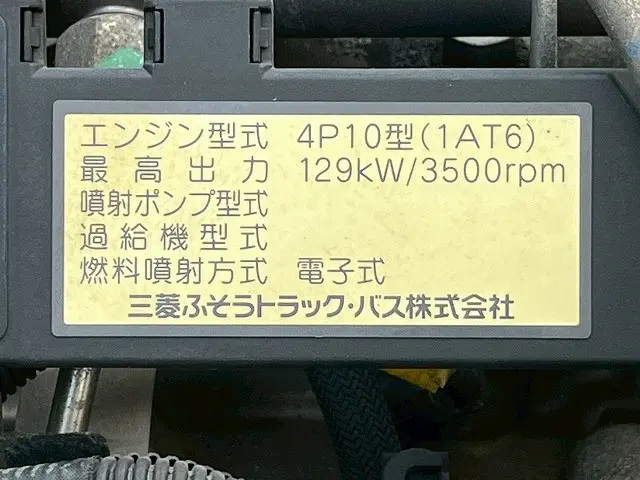 エンジン型式 4P10型(1AT6)
最高出力 129kW/3500rpm
噴射ポンプ型式
過給機型式
燃料噴射方式 電子式
三菱ふそうトラック・バス株式会社